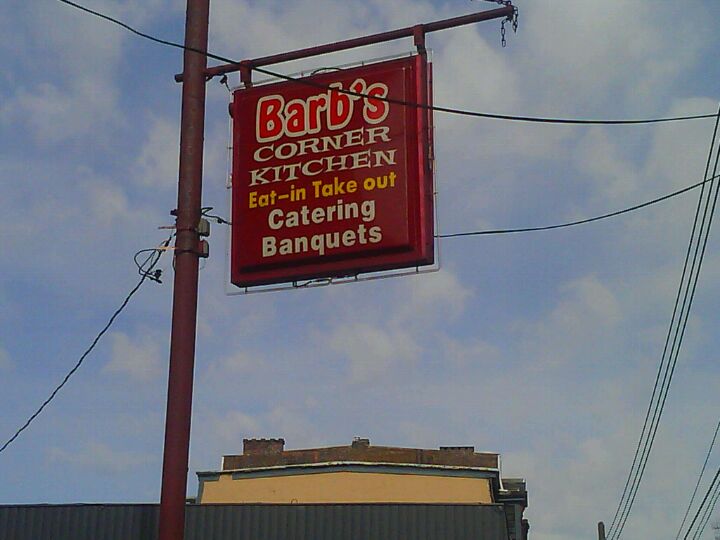 Barb's
CORNER
KITCHEN
Eat-in Take out
Catering
Banquets